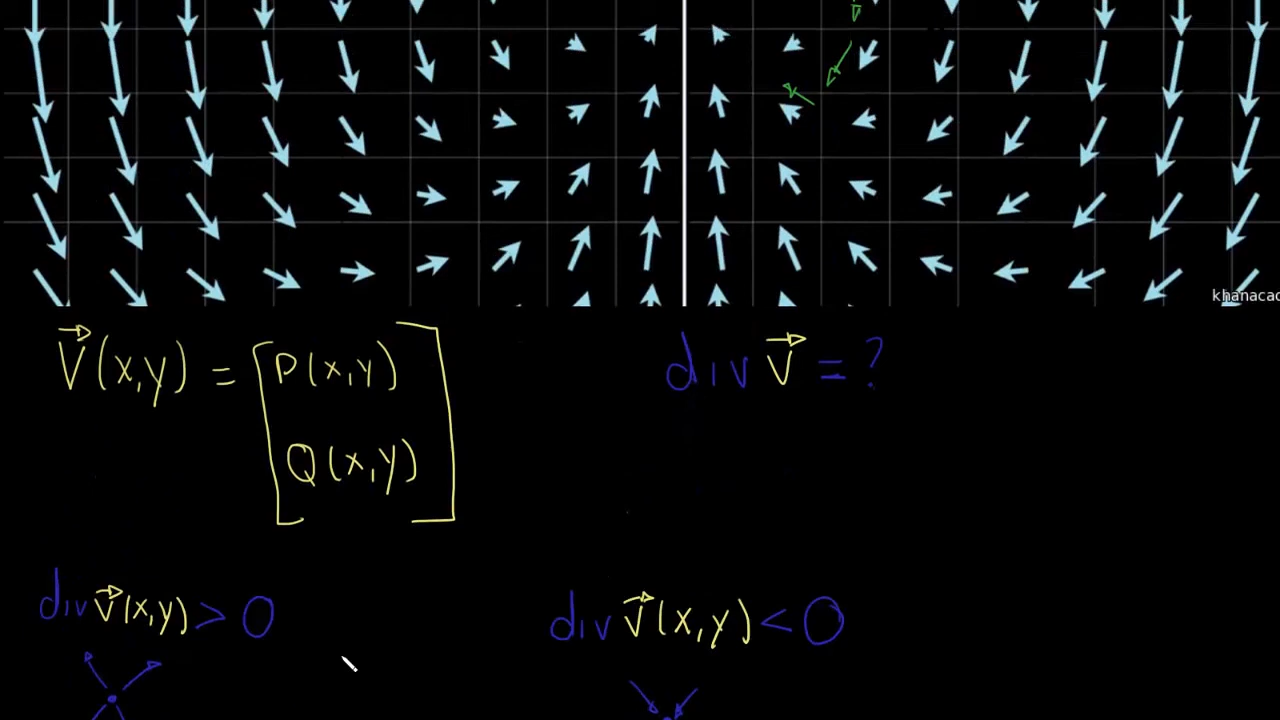 khanacad
V(x,y) = [P(x,y)
Q(x,y)]
div V = ?
div V(x,y) > 0
div V(x,y) < 0